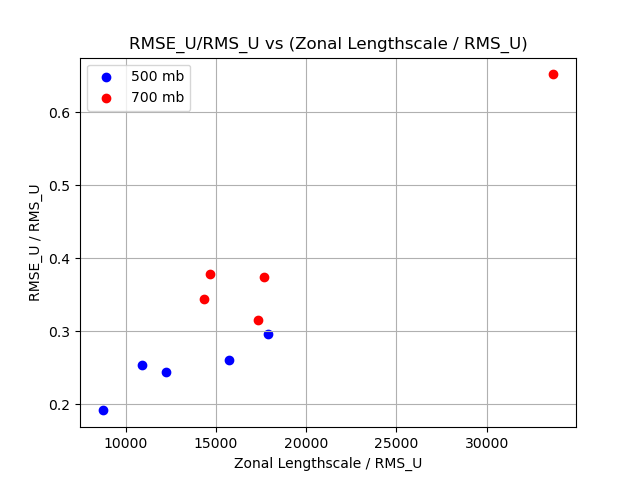 RMSE_U/RMS_U vs (Zonal Lengthscale / RMS_U)
500 mb
700 mb
RMSE_U / RMS_U
0.6
0.5
0.4
0.3
0.2
10000 15000 20000 25000 30000
Zonal Lengthscale / RMS_U